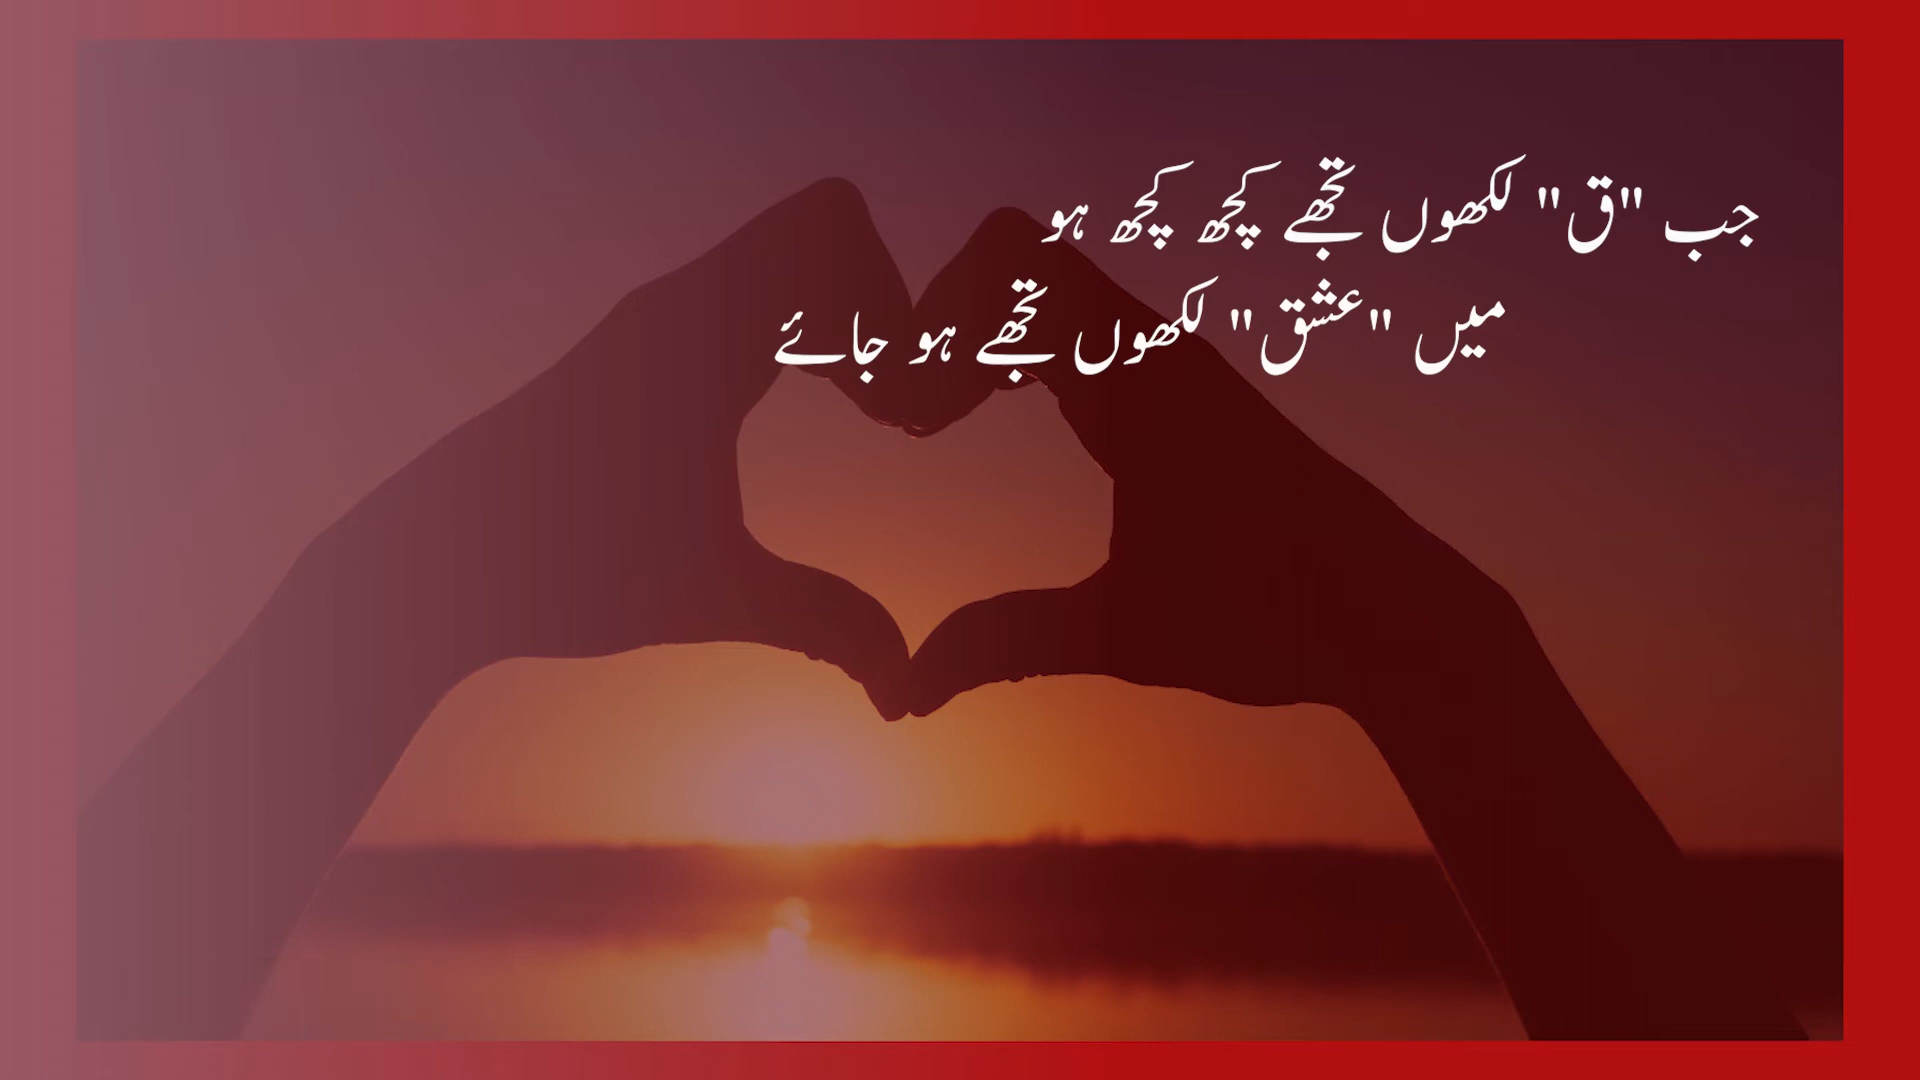 جب "ق" لکھوں تجھے کچھ کچھ ہو
میں "عشق" لکھوں تجھے ہو جائے